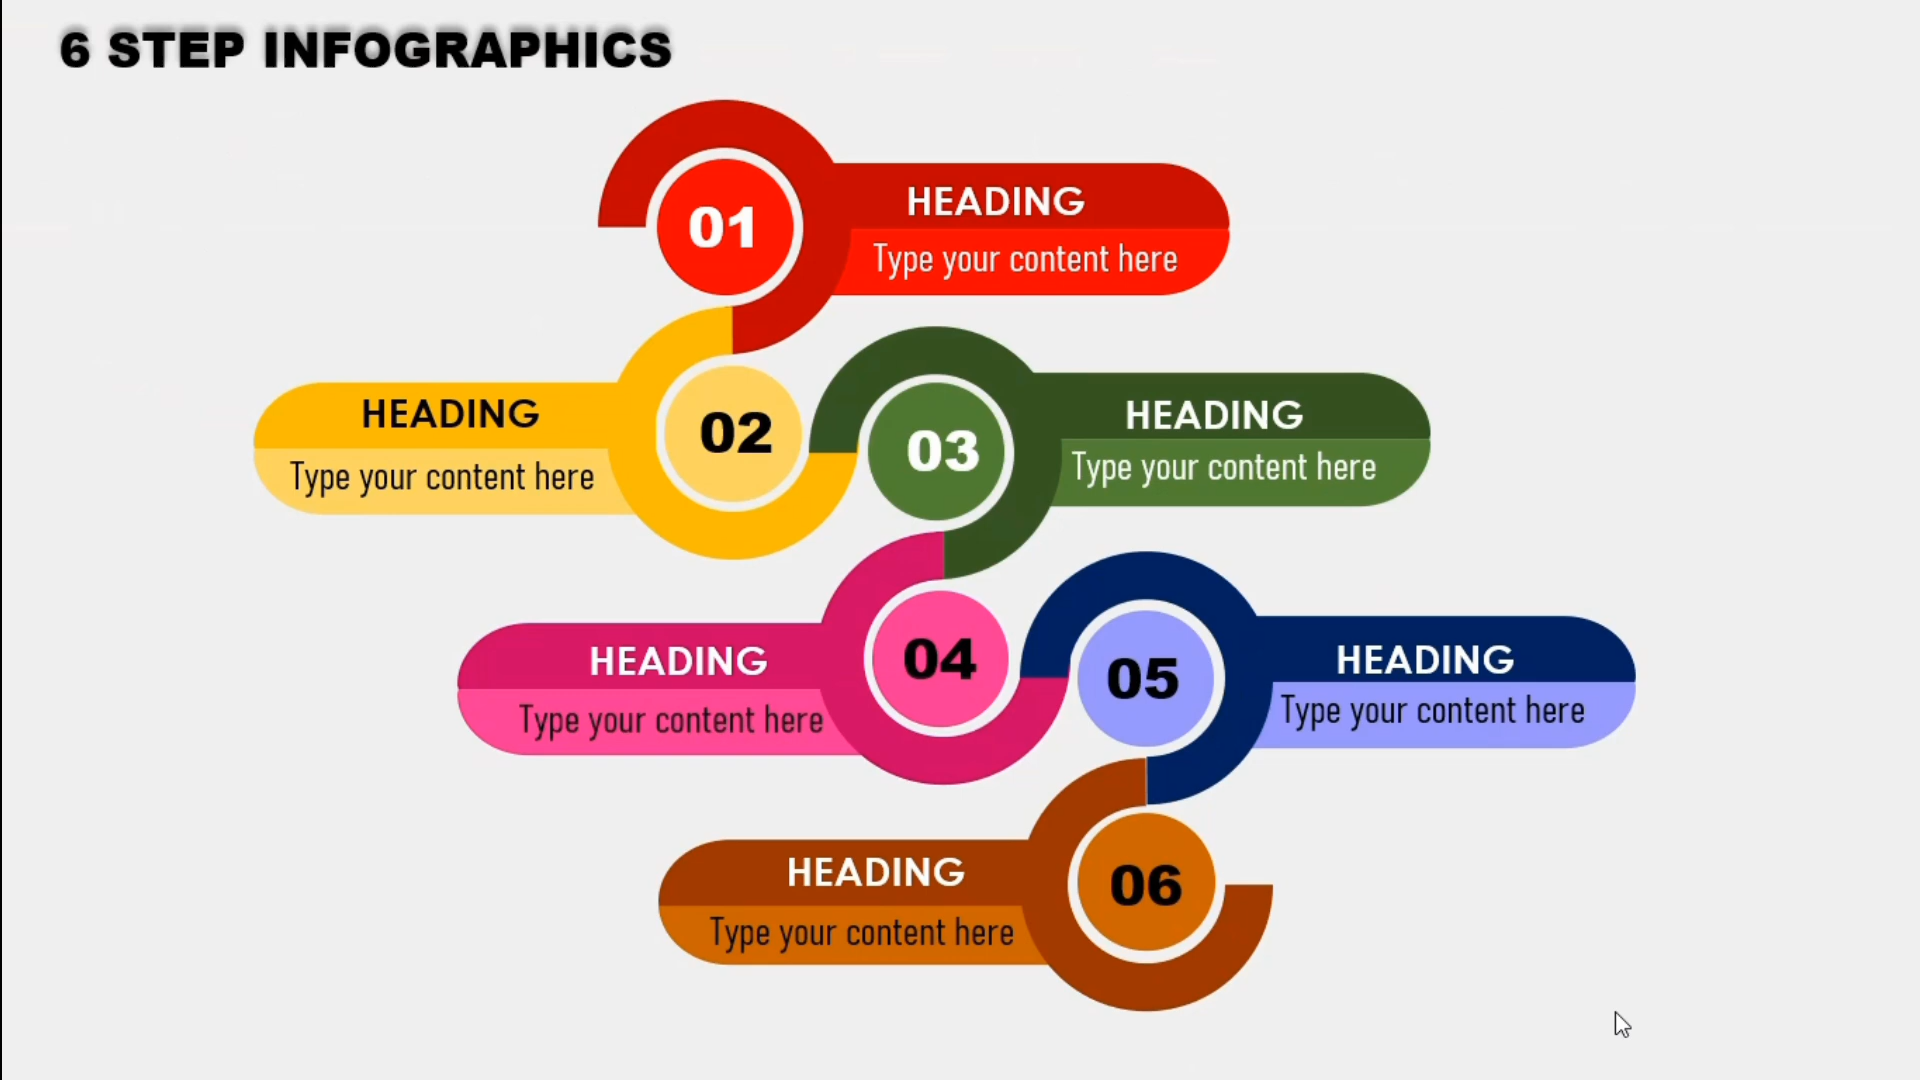 6 STEP INFOGRAPHICS
01
HEADING
Type your content here
02
HEADING
Type your content here
03
HEADING
Type your content here
04
HEADING
Type your content here
05
HEADING
Type your content here
06
HEADING
Type your content here